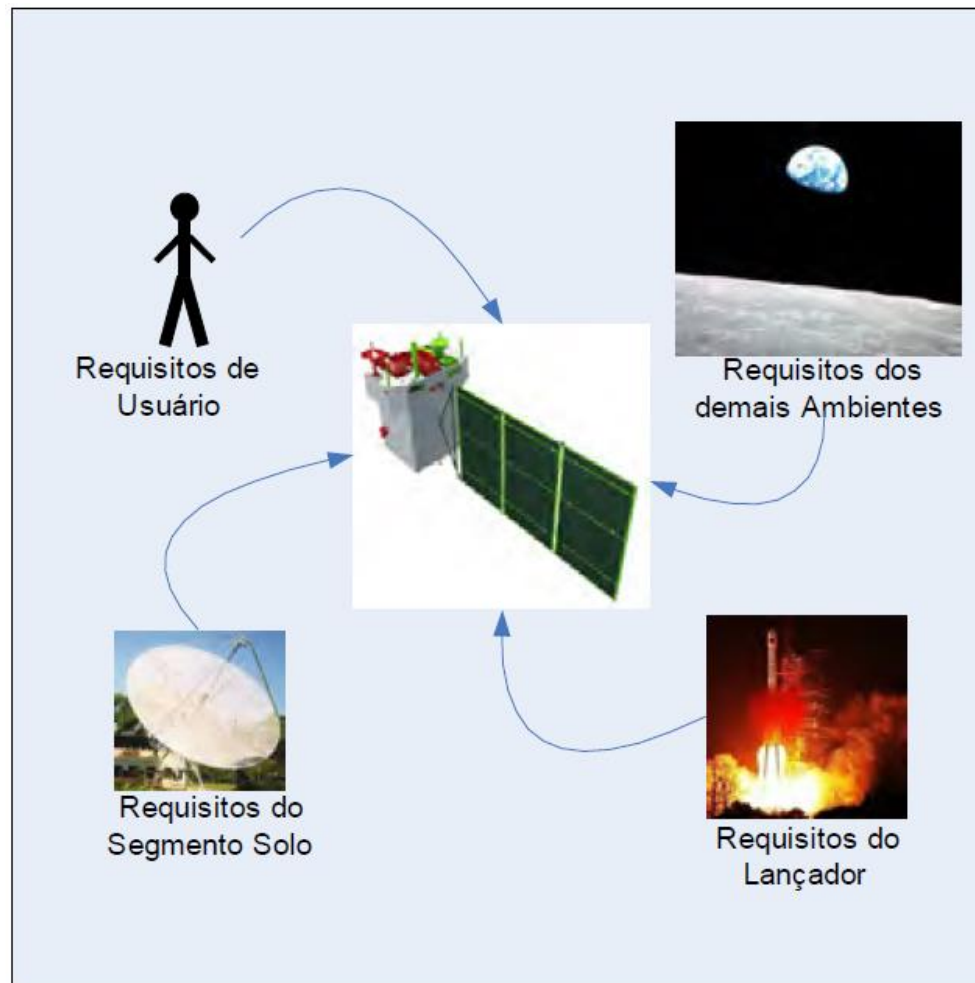 Requisitos de
Usuário
Requisitos dos
demais Ambientes
Requisitos do
Segmento Solo
Requisitos do
Lançador